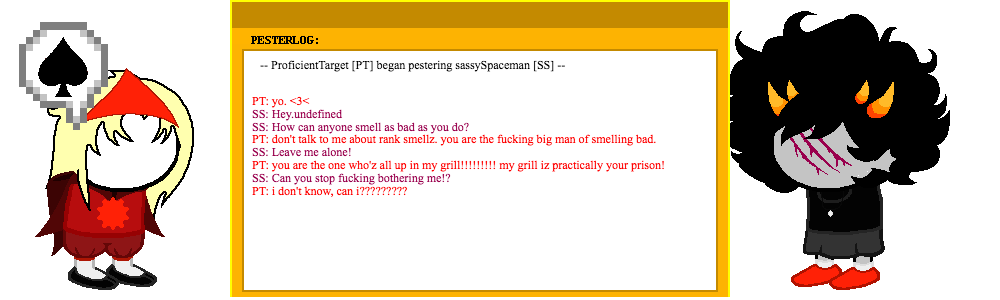 PESTERLOG:
-- ProficientTarget [PT] began pestering sassySpaceman [SS] --
PT: yo. <3<
SS: Hey.undefined
SS: How can anyone smell as bad as you do?
PT: don't talk to me about rank smellz. you are the fucking big man of smelling bad.
SS: Leave me alone!
PT: you are the one who'z all up in my grill!!!!!!!!! my grill iz practically your prison!
SS: Can you stop fucking bothering me!?
PT: i don't know, can i?????????